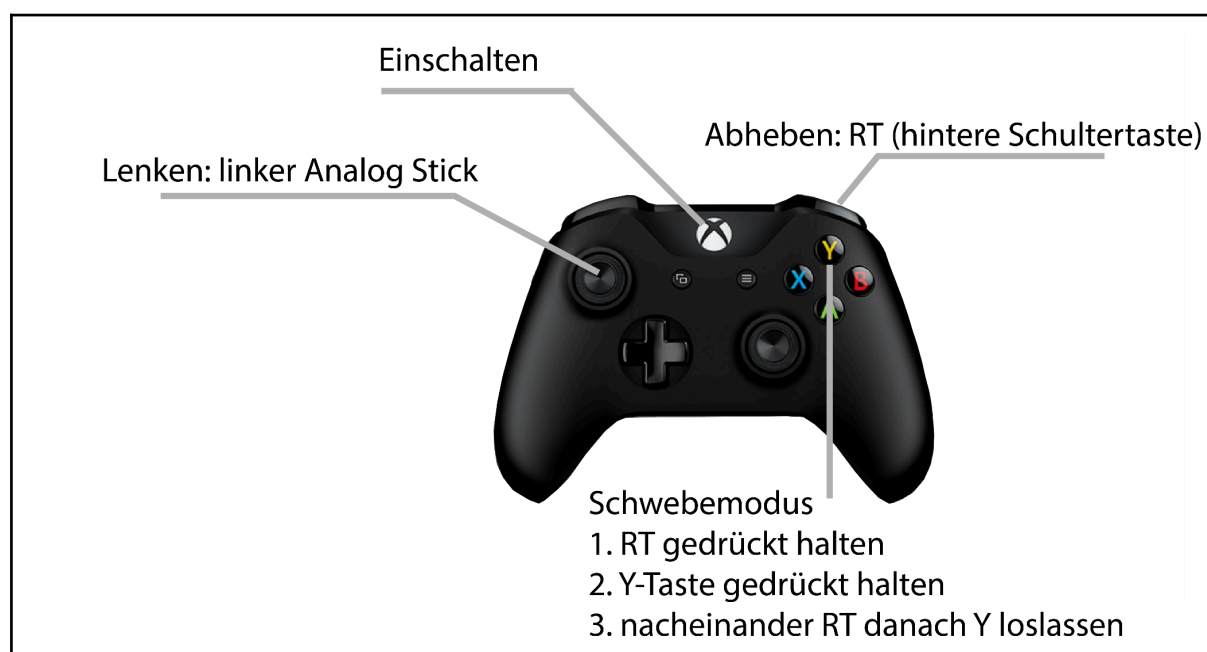 Einschalten
Abheben: RT (hintere Schultertaste)
Lenken: linker Analog Stick
Y
X
B
A
Schwebemodus
1. RT gedrückt halten
2. Y-Taste gedrückt halten
3. nacheinander RT danach Y loslassen